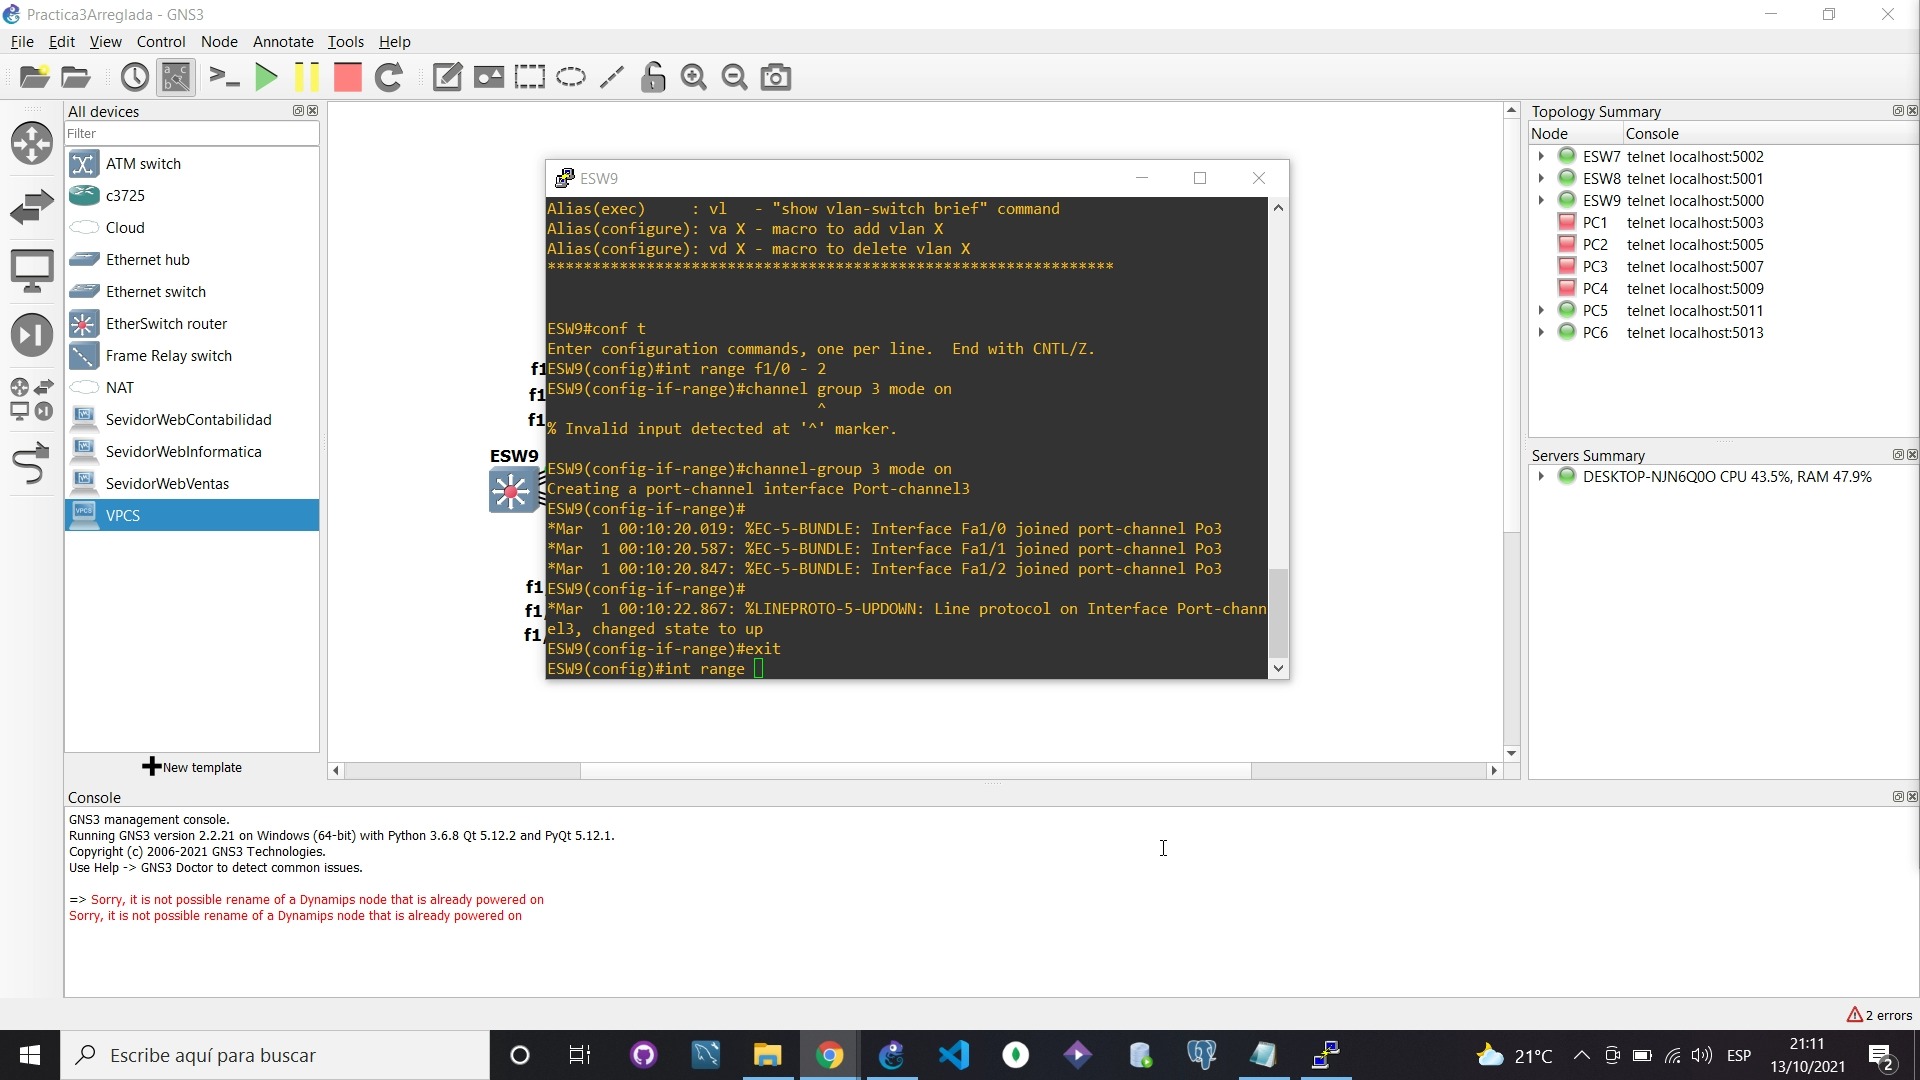 Practica3Arreglada - GNS3
File Edit View Control Node Annotate Tools Help
All devices
Filter
ATM switch
c3725
Cloud
Ethernet hub
Ethernet switch
EtherSwitch router
Frame Relay switch
NAT
SevidorWebContabilidad
SevidorWebInformatica
SevidorWebVentas
VPCS
New template
f1
f1
f1
ESW9
f1
f1/
f1/
ESW9
Alias(exec)     : vl   - "show vlan-switch brief" command
Alias(configure): va X - macro to add vlan X
Alias(configure): vd X - macro to delete vlan X
***************************************************************
ESW9#conf t
Enter configuration commands, one per line.  End with CNTL/Z.
ESW9(config)#int range f1/0 - 2
ESW9(config-if-range)#channel group 3 mode on
^
% Invalid input detected at '^' marker.
ESW9(config-if-range)#channel-group 3 mode on
Creating a port-channel interface Port-channel3
ESW9(config-if-range)#
*Mar  1 00:10:20.019: %EC-5-BUNDLE: Interface Fa1/0 joined port-channel Po3
*Mar  1 00:10:20.587: %EC-5-BUNDLE: Interface Fa1/1 joined port-channel Po3
*Mar  1 00:10:20.847: %EC-5-BUNDLE: Interface Fa1/2 joined port-channel Po3
ESW9(config-if-range)#
*Mar  1 00:10:22.867: %LINEPROTO-5-UPDOWN: Line protocol on Interface Port-chann
el3, changed state to up
ESW9(config-if-range)#exit
ESW9(config)#int range
Topology Summary
Node Console
ESW7 telnet localhost:5002
ESW8 telnet localhost:5001
ESW9 telnet localhost:5000
PC1 telnet localhost:5003
PC2 telnet localhost:5005
PC3 telnet localhost:5007
PC4 telnet localhost:5009
PC5 telnet localhost:5011
PC6 telnet localhost:5013
Servers Summary
DESKTOP-NJN6Q0O CPU 43.5%, RAM 47.9%
Console
GNS3 management console.
Running GNS3 version 2.2.21 on Windows (64-bit) with Python 3.6.8 Qt 5.12.2 and PyQt 5.12.1.
Copyright (c) 2006-2021 GNS3 Technologies.
Use Help -> GNS3 Doctor to detect common issues.
=> Sorry, it is not possible rename of a Dynamips node that is already powered on
Sorry, it is not possible rename of a Dynamips node that is already powered on
2 errors
Escribe aquí para buscar
21°C
ESP
21:11
13/10/2021
2